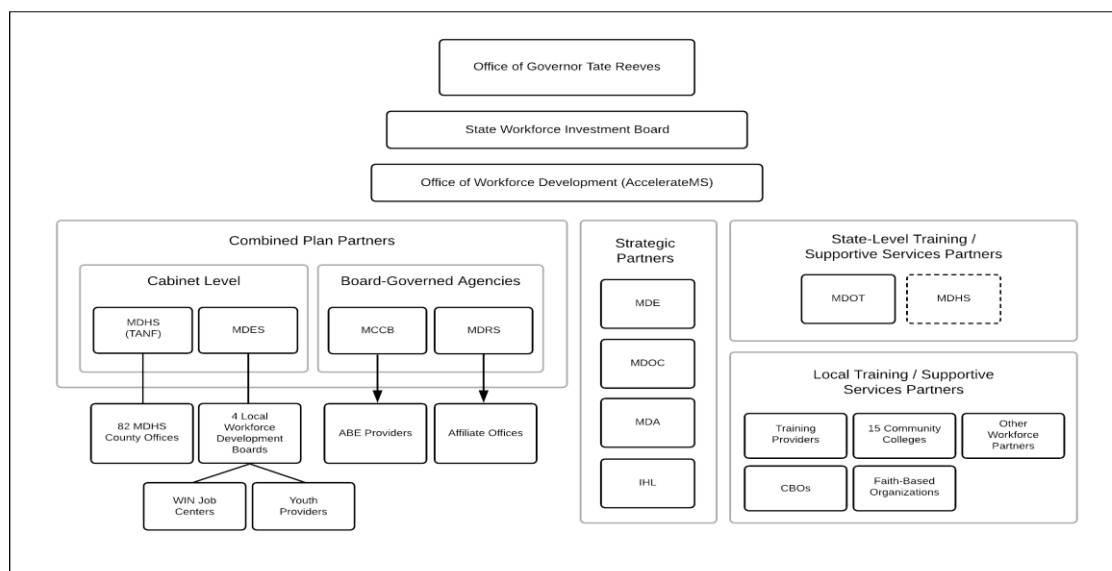 Office of Governor Tate Reeves
State Workforce Investment Board
Office of Workforce Development (AccelerateMS)
Combined Plan Partners
Cabinet Level
MDHS
(TANF)
MDES
Board-Governed Agencies
MCCB
MDRS
82 MDHS
County Offices
4 Local
Workforce
Development
Boards
ABE Providers
Affiliate Offices
WIN Job
Centers
Youth
Providers
Strategic
Partners
MDE
MDOC
MDA
IHL
State-Level Training /
Supportive Services Partners
MDOT
MDHS
Local Training / Supportive
Services Partners
Training
Providers
15 Community
Colleges
Other
Workforce
Partners
CBOs
Faith-Based
Organizations